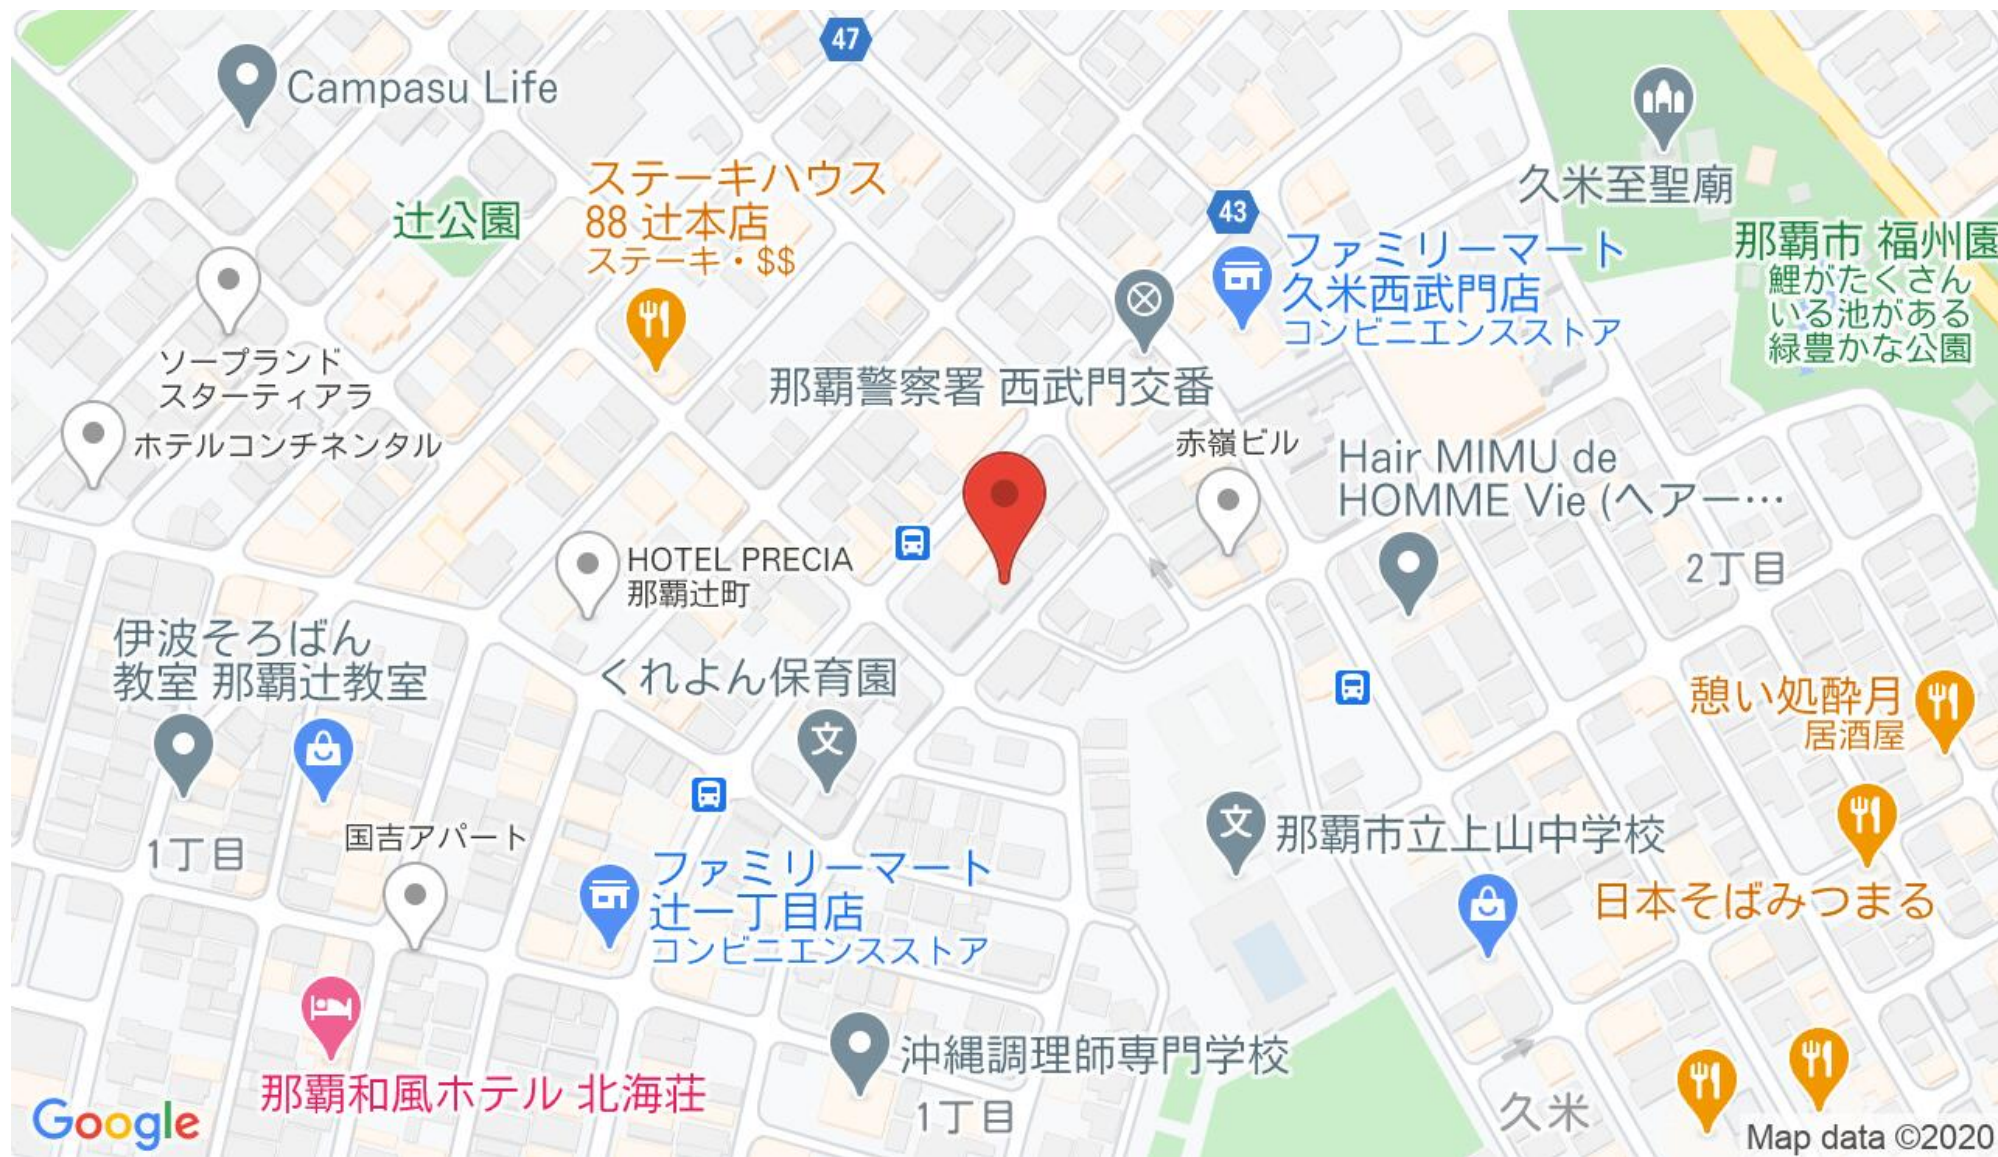 47
Campasu Life
ステーキハウス
88 辻本店
ステーキ・$$
辻公園
久米至聖廟
43
ファミリーマート
久米西武門店
コンビニエンスストア
那覇市 福州園
鯉がたくさん
いる池がある
緑豊かな公園
ソープランド
スターティアラ
ホテルコンチネンタル
那覇警察署 西武門交番
赤嶺ビル
Hair MIMU de
HOMME Vie (ヘアー…
HOTEL PRECIA
那覇辻町
2丁目
伊波そろばん
教室 那覇辻教室
くれよん保育園
文
憩い処酔月
居酒屋
1丁目
国吉アパート
ファミリーマート
辻一丁目店
コンビニエンスストア
文
那覇市立上山中学校
日本そばみつまる
那覇和風ホテル 北海荘
沖縄調理師専門学校
1丁目
久米
Google
Map data ©2020